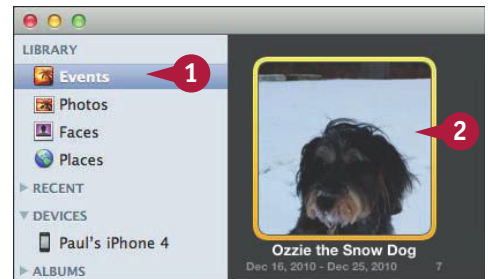 LIBRARY
Events
Photos
Faces
Places
RECENT
DEVICES
Paul's iPhone 4
ALBUMS
1
2
Ozzie the Snow Dog
Dec 16, 2010 - Dec 25, 2010 7